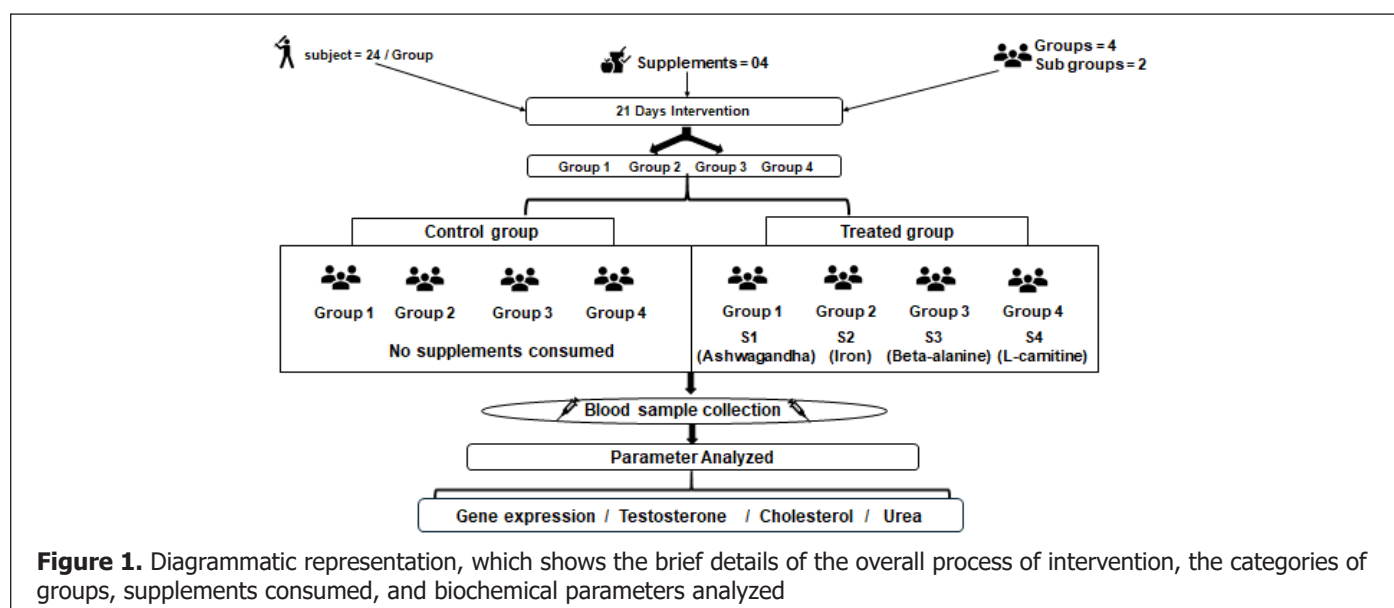 subject = 24 / Group
Supplements = 04
Groups = 4
Sub groups = 2
21 Days Intervention
Group 1 Group 2 Group 3 Group 4
Control group
Treated group
Group 1 Group 2 Group 3 Group 4
No supplements consumed
Group 1 Group 2 Group 3 Group 4
S1 S2 S3 S4
(Ashwagandha) (Iron) (Beta-alanine) (L-carnitine)
Blood sample collection
Parameter Analyzed
Gene expression / Testosterone / Cholesterol / Urea
Figure 1. Diagrammatic representation, which shows the brief details of the overall process of intervention, the categories of
groups, supplements consumed, and biochemical parameters analyzed